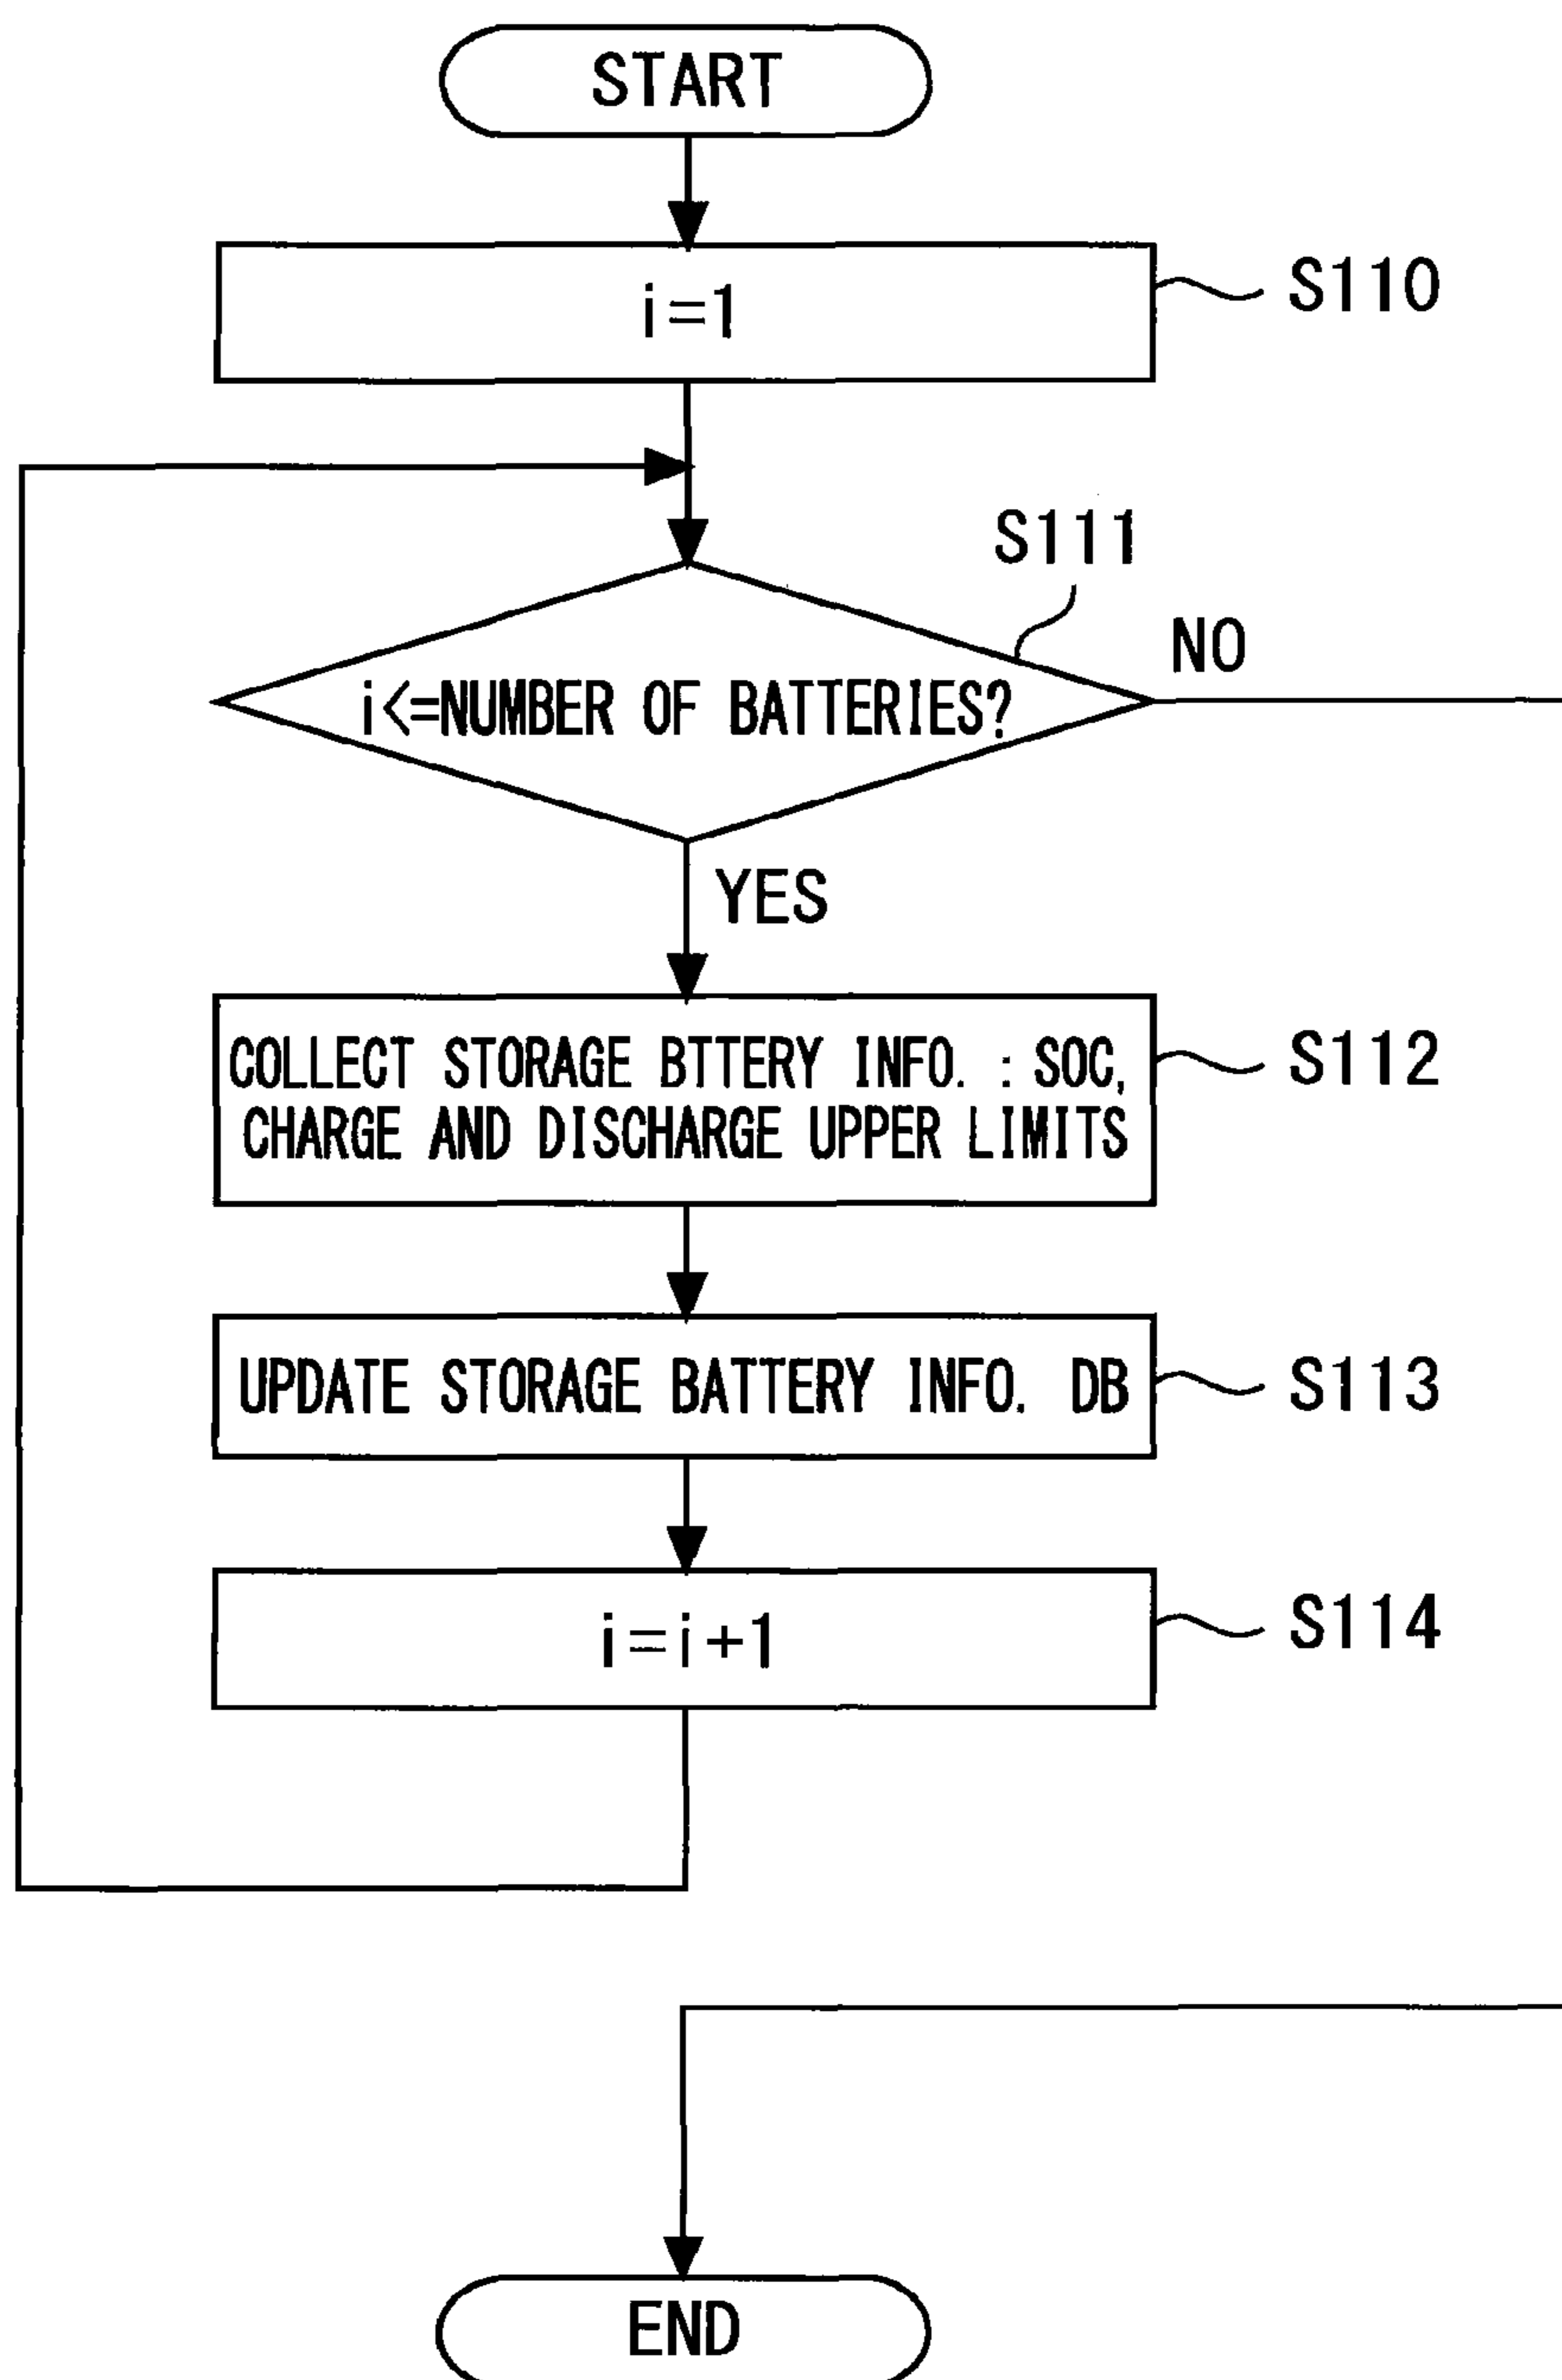 START
i=1
S110
S111
NO
i<=NUMBER OF BATTERIES?
YES
COLLECT STORAGE BTTERY INFO. : SOC,
CHARGE AND DISCHARGE UPPER LIMITS
S112
UPDATE STORAGE BATTERY INFO. DB
S113
i=i+1
S114
END